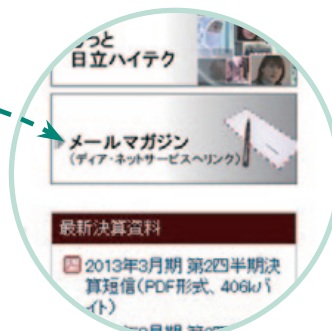 もっと
日立ハイテク
メールマガジン
(ディア・ネットサービスへリンク)
最新決算資料
2013年3月期 第2四半期決
算短信(PDF形式、406kバ
イト)